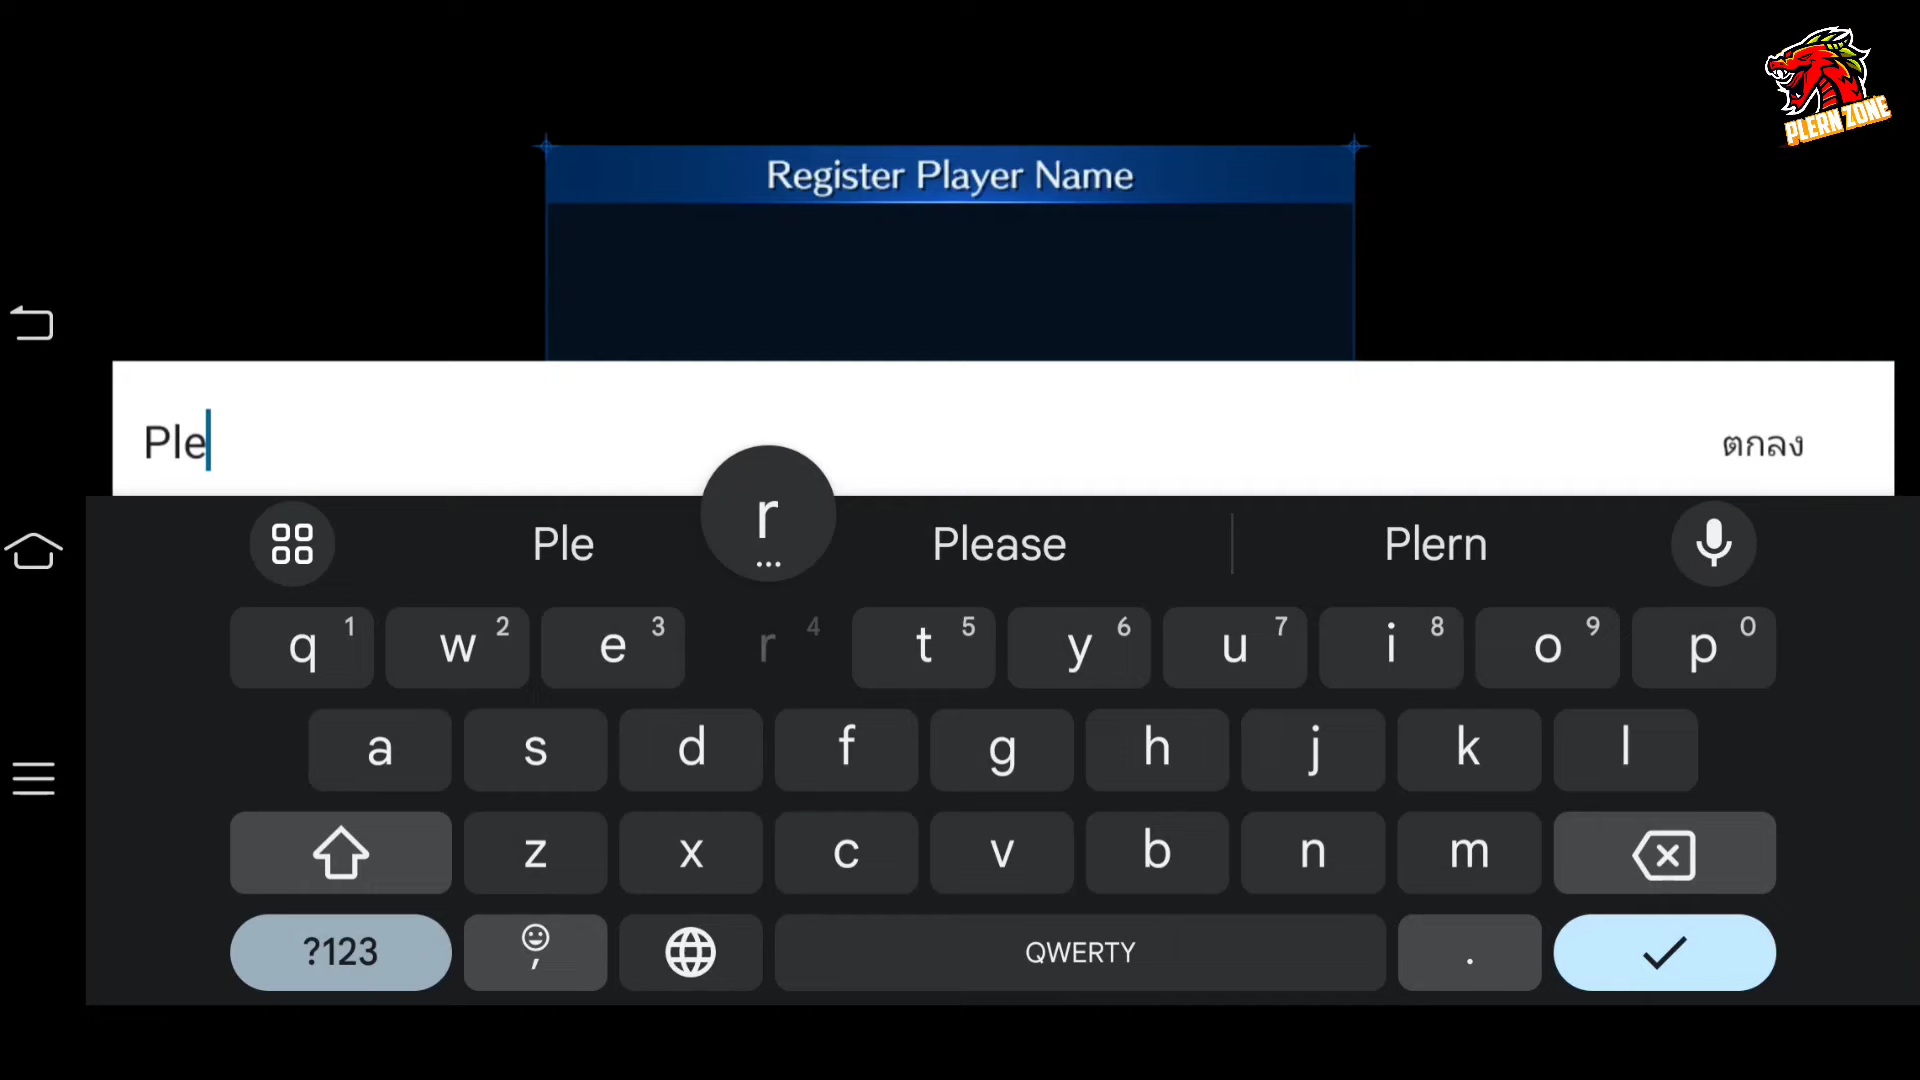 PLERN ZONE
Register Player Name
Ple
ตกลง
r
...
Ple Please Plern
q 1 w 2 e 3 r 4 t 5 y 6 u 7 i 8 o 9 p 0
a s d f g h j k l
z x c v b n m
?123 , QWERTY .